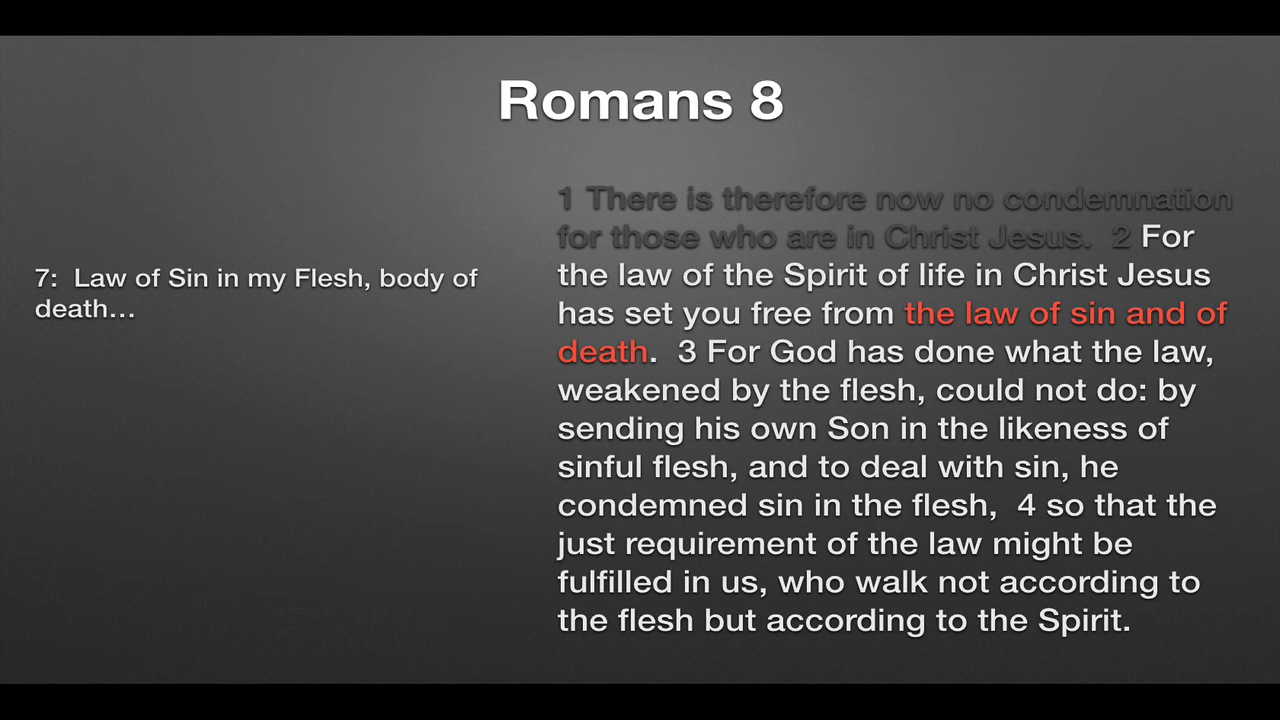 Romans 8
7:  Law of Sin in my Flesh, body of
death…
1 There is therefore now no condemnation
for those who are in Christ Jesus.  2 For
the law of the Spirit of life in Christ Jesus
has set you free from the law of sin and of
death.  3 For God has done what the law,
weakened by the flesh, could not do: by
sending his own Son in the likeness of
sinful flesh, and to deal with sin, he
condemned sin in the flesh,  4 so that the
just requirement of the law might be
fulfilled in us, who walk not according to
the flesh but according to the Spirit.